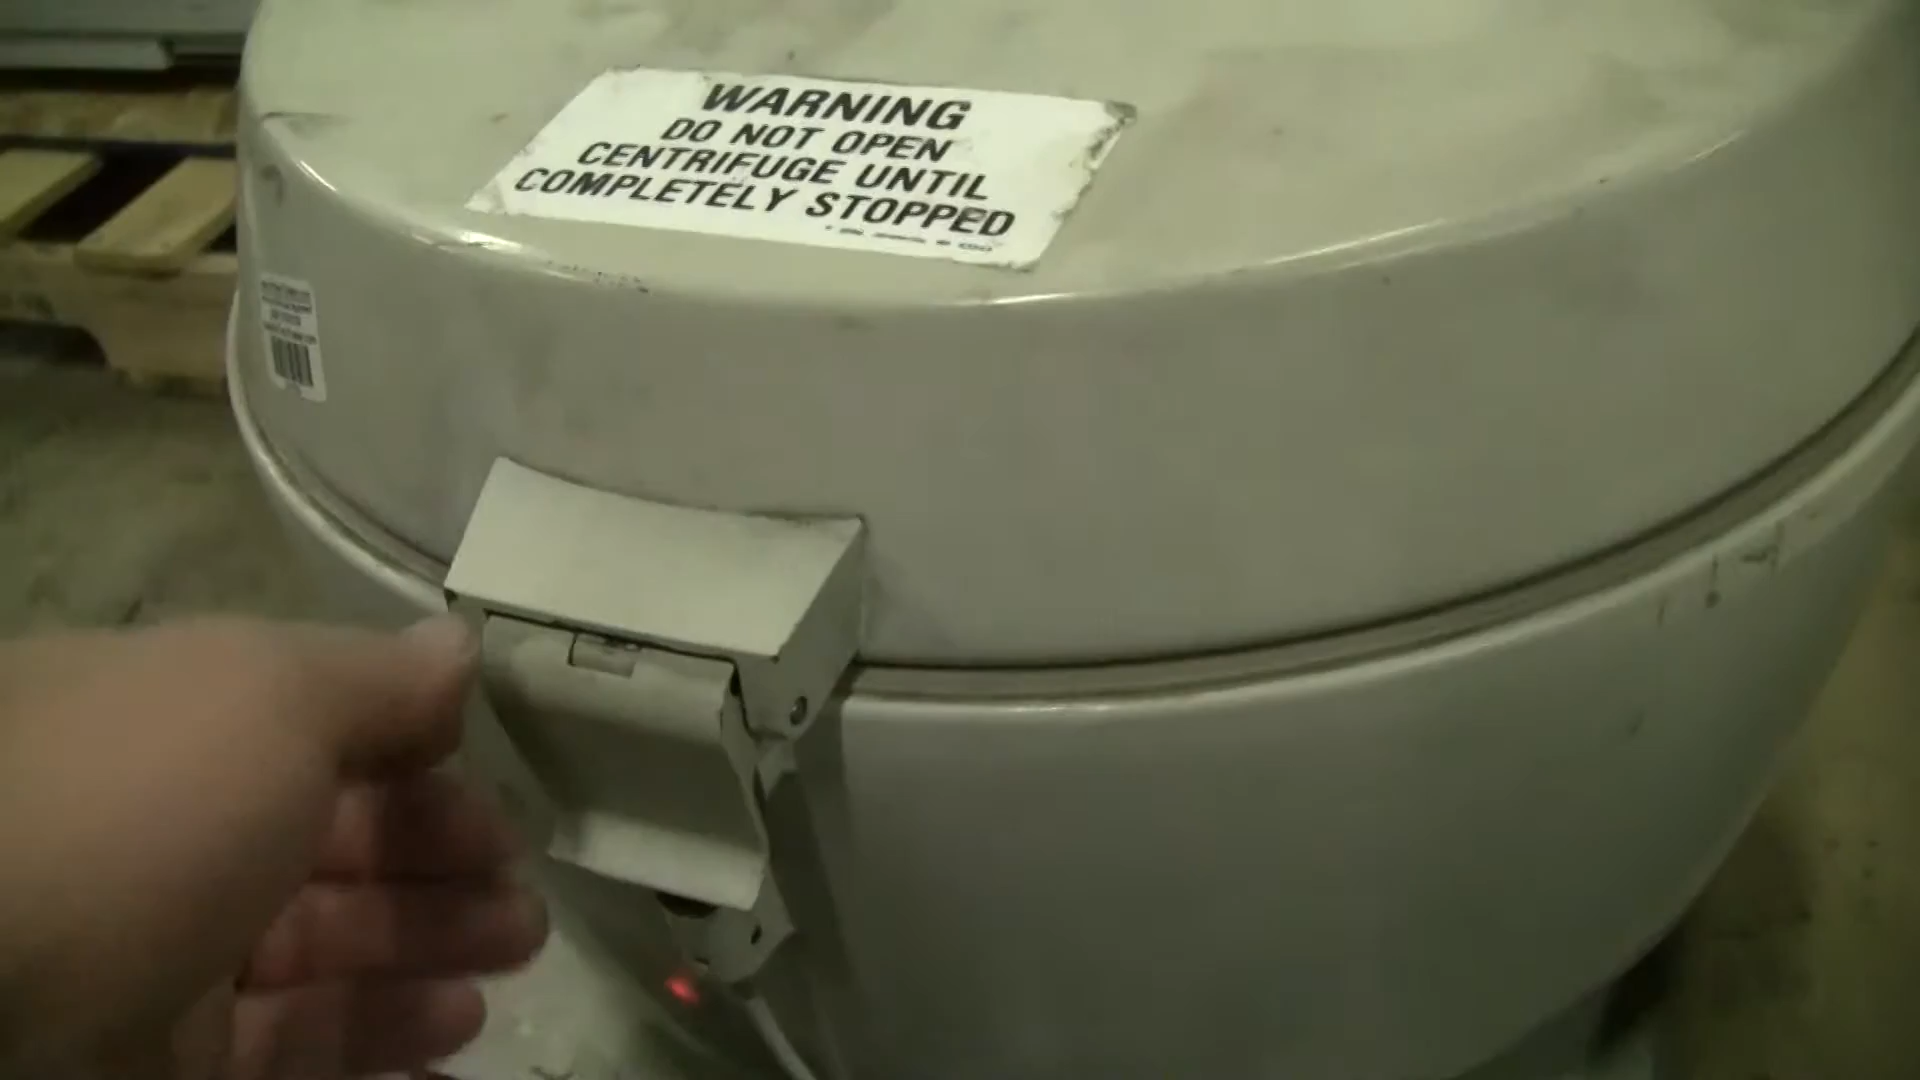 WARNING
DO NOT OPEN
CENTRIFUGE UNTIL
COMPLETELY STOPPED